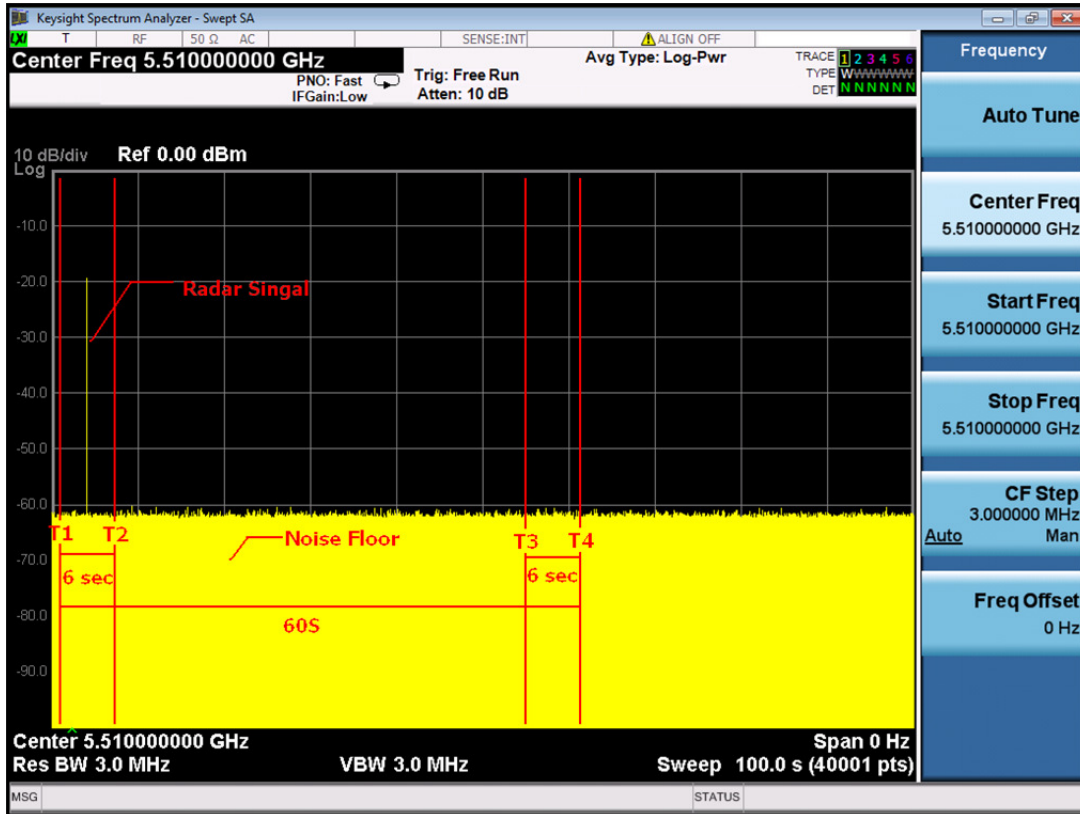 Keysight Spectrum Analyzer - Swept SA
LXI T RF 50 Ω AC SENSE:INT ALIGN OFF
Center Freq 5.510000000 GHz
PNO: Fast
IFGain:Low
Trig: Free Run
Atten: 10 dB
Avg Type: Log-Pwr
TRACE 1 2 3 4 5 6
TYPE WWWWWW
DET N N N N N N
10 dB/div Ref 0.00 dBm
Log
-10.0
-20.0
-30.0
-40.0
-50.0
-60.0
-70.0
-80.0
-90.0
Radar Singal
T1 T2 Noise Floor T3 T4
6 sec 6 sec
60S
Center 5.510000000 GHz Span 0 Hz
Res BW 3.0 MHz VBW 3.0 MHz Sweep 100.0 s (40001 pts)
MSG STATUS
Frequency
Auto Tune
Center Freq
5.510000000 GHz
Start Freq
5.510000000 GHz
Stop Freq
5.510000000 GHz
CF Step
3.000000 MHz
Auto Man
Freq Offset
0 Hz